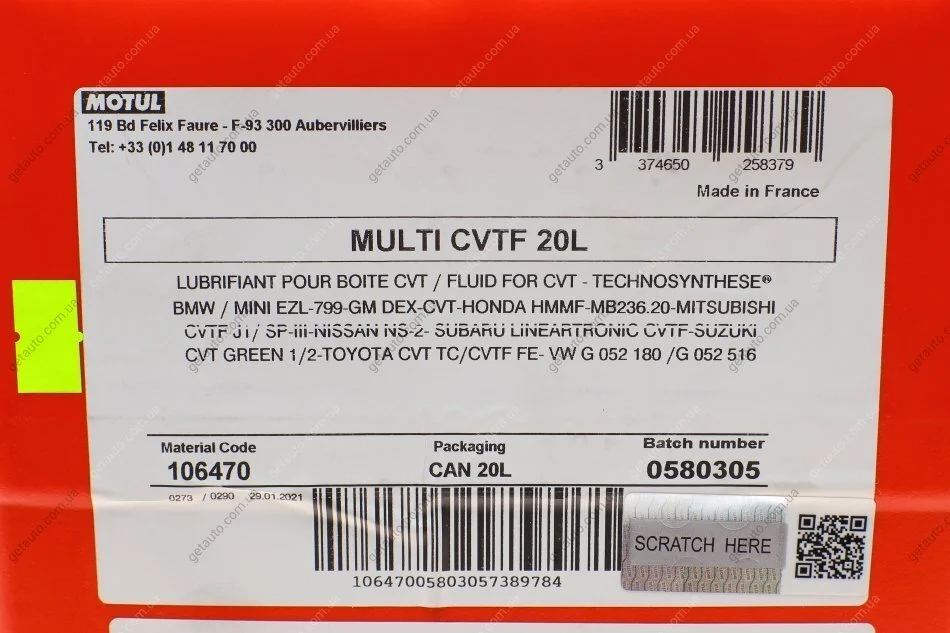 MOTUL
119 Bd Felix Faure - F-93 300 Aubervilliers
Tel: +33 (0)1 48 11 70 00
3 374650 258379
Made in France
MULTI CVTF 20L
LUBRIFIANT POUR BOITE CVT / FLUID FOR CVT - TECHNOSYNTHESE®
BMW / MINI EZL-799-GM DEX-CVT-HONDA HMMF-MB236.20-MITSUBISHI
CVTF J1/ SP-III-NISSAN NS-2- SUBARU LINEARTRONIC CVTF-SUZUKI
CVT GREEN 1/2-TOYOTA CVT TC/CVTF FE- VW G 052 180 /G 052 516
Material Code Packaging Batch number
106470 CAN 20L 0580305
0273 / 0290 29.01.2021
SCRATCH HERE
10647005803057389784
getauto.com.ua